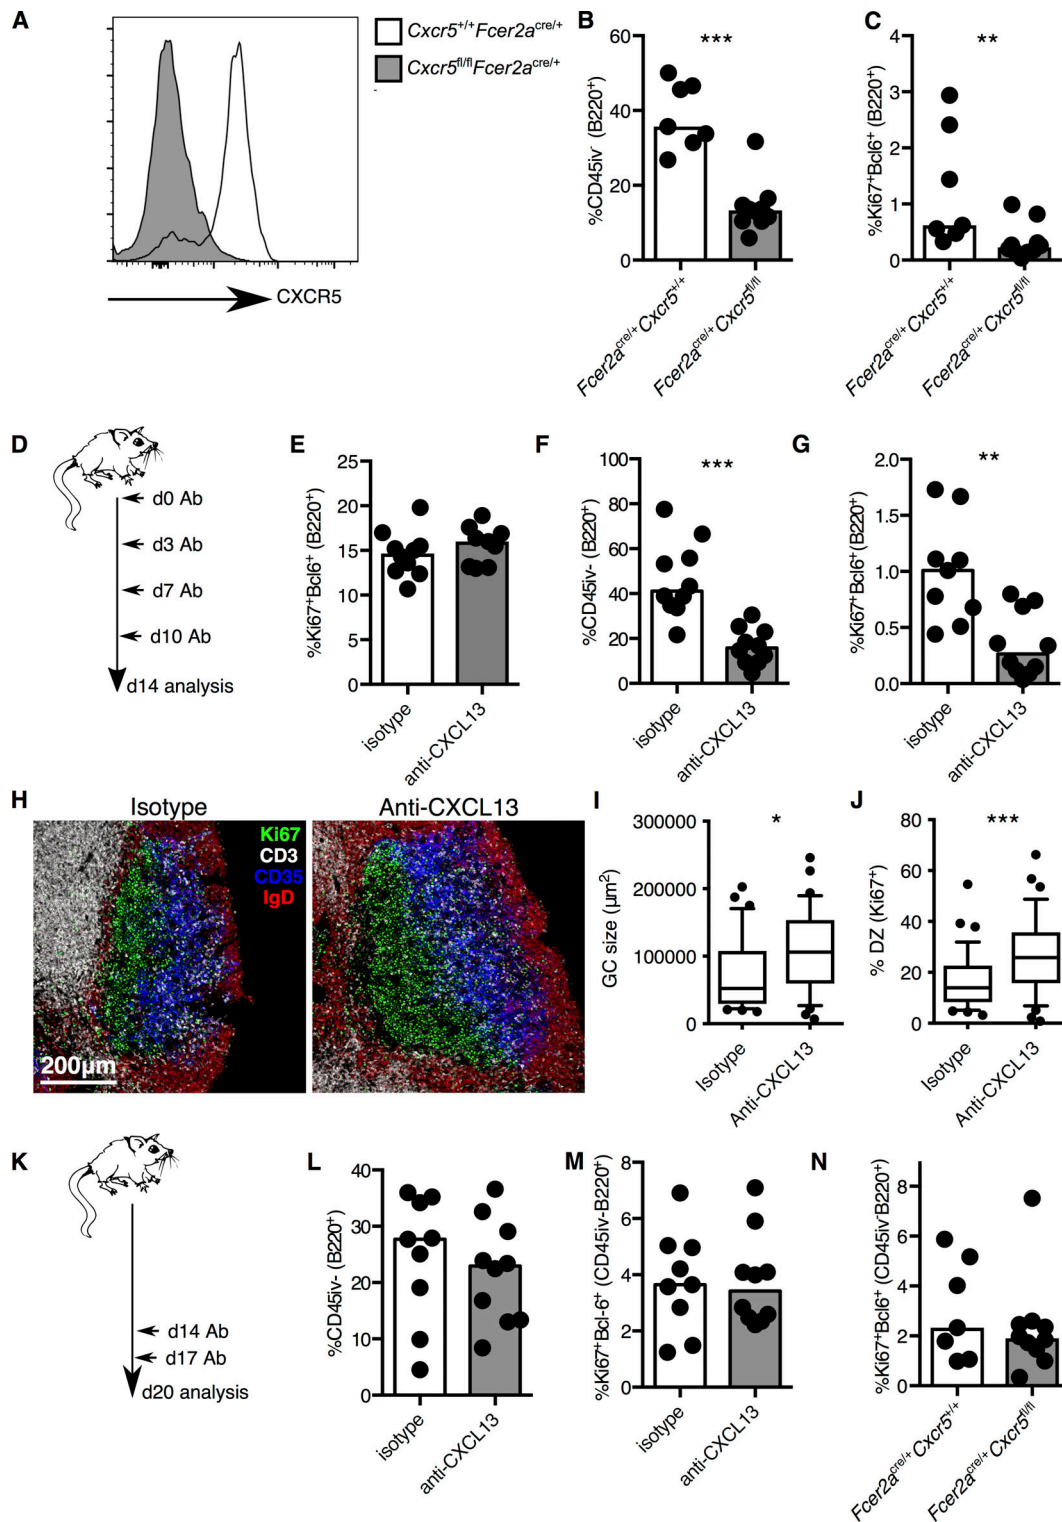 A
Cxcr5+/+Fcer2acre/+
Cxcr5fl/flFcer2acre/+
CXCR5
B
***
%CD45iv- (B220+)
60
40
20
0
Fcer2acre/+Cxcr5+/+
Fcer2acre/+Cxcr5fl/fl
C
**
%Ki67+Bcl6+ (B220+)
4
3
2
1
0
Fcer2acre/+Cxcr5+/+
Fcer2acre/+Cxcr5fl/fl
D
d0 Ab
d3 Ab
d7 Ab
d10 Ab
d14 analysis
E
%Ki67+Bcl6+ (B220+)
25
20
15
10
5
0
isotype
anti-CXCL13
F
***
%CD45iv- (B220+)
100
80
60
40
20
0
isotype
anti-CXCL13
G
**
%Ki67+Bcl6+(B220+)
2.0
1.5
1.0
0.5
0.0
isotype
anti-CXCL13
H
Isotype
Anti-CXCL13
Ki67
CD3
CD35
IgD
200µm
I
*
GC size (µm2)
300000
200000
100000
0
Isotype
Anti-CXCL13
J
***
% DZ (Ki67+)
80
60
40
20
0
Isotype
Anti-CXCL13
K
d14 Ab
d17 Ab
d20 analysis
L
%CD45iv- (B220+)
40
30
20
10
0
isotype
anti-CXCL13
M
%Ki67+Bcl-6+ (CD45iv-B220+)
8
6
4
2
0
isotype
anti-CXCL13
N
%Ki67+Bcl6+ (CD45iv-B220+)
8
6
4
2
0
Fcer2acre/+Cxcr5+/+
Fcer2acre/+Cxcr5fl/fl